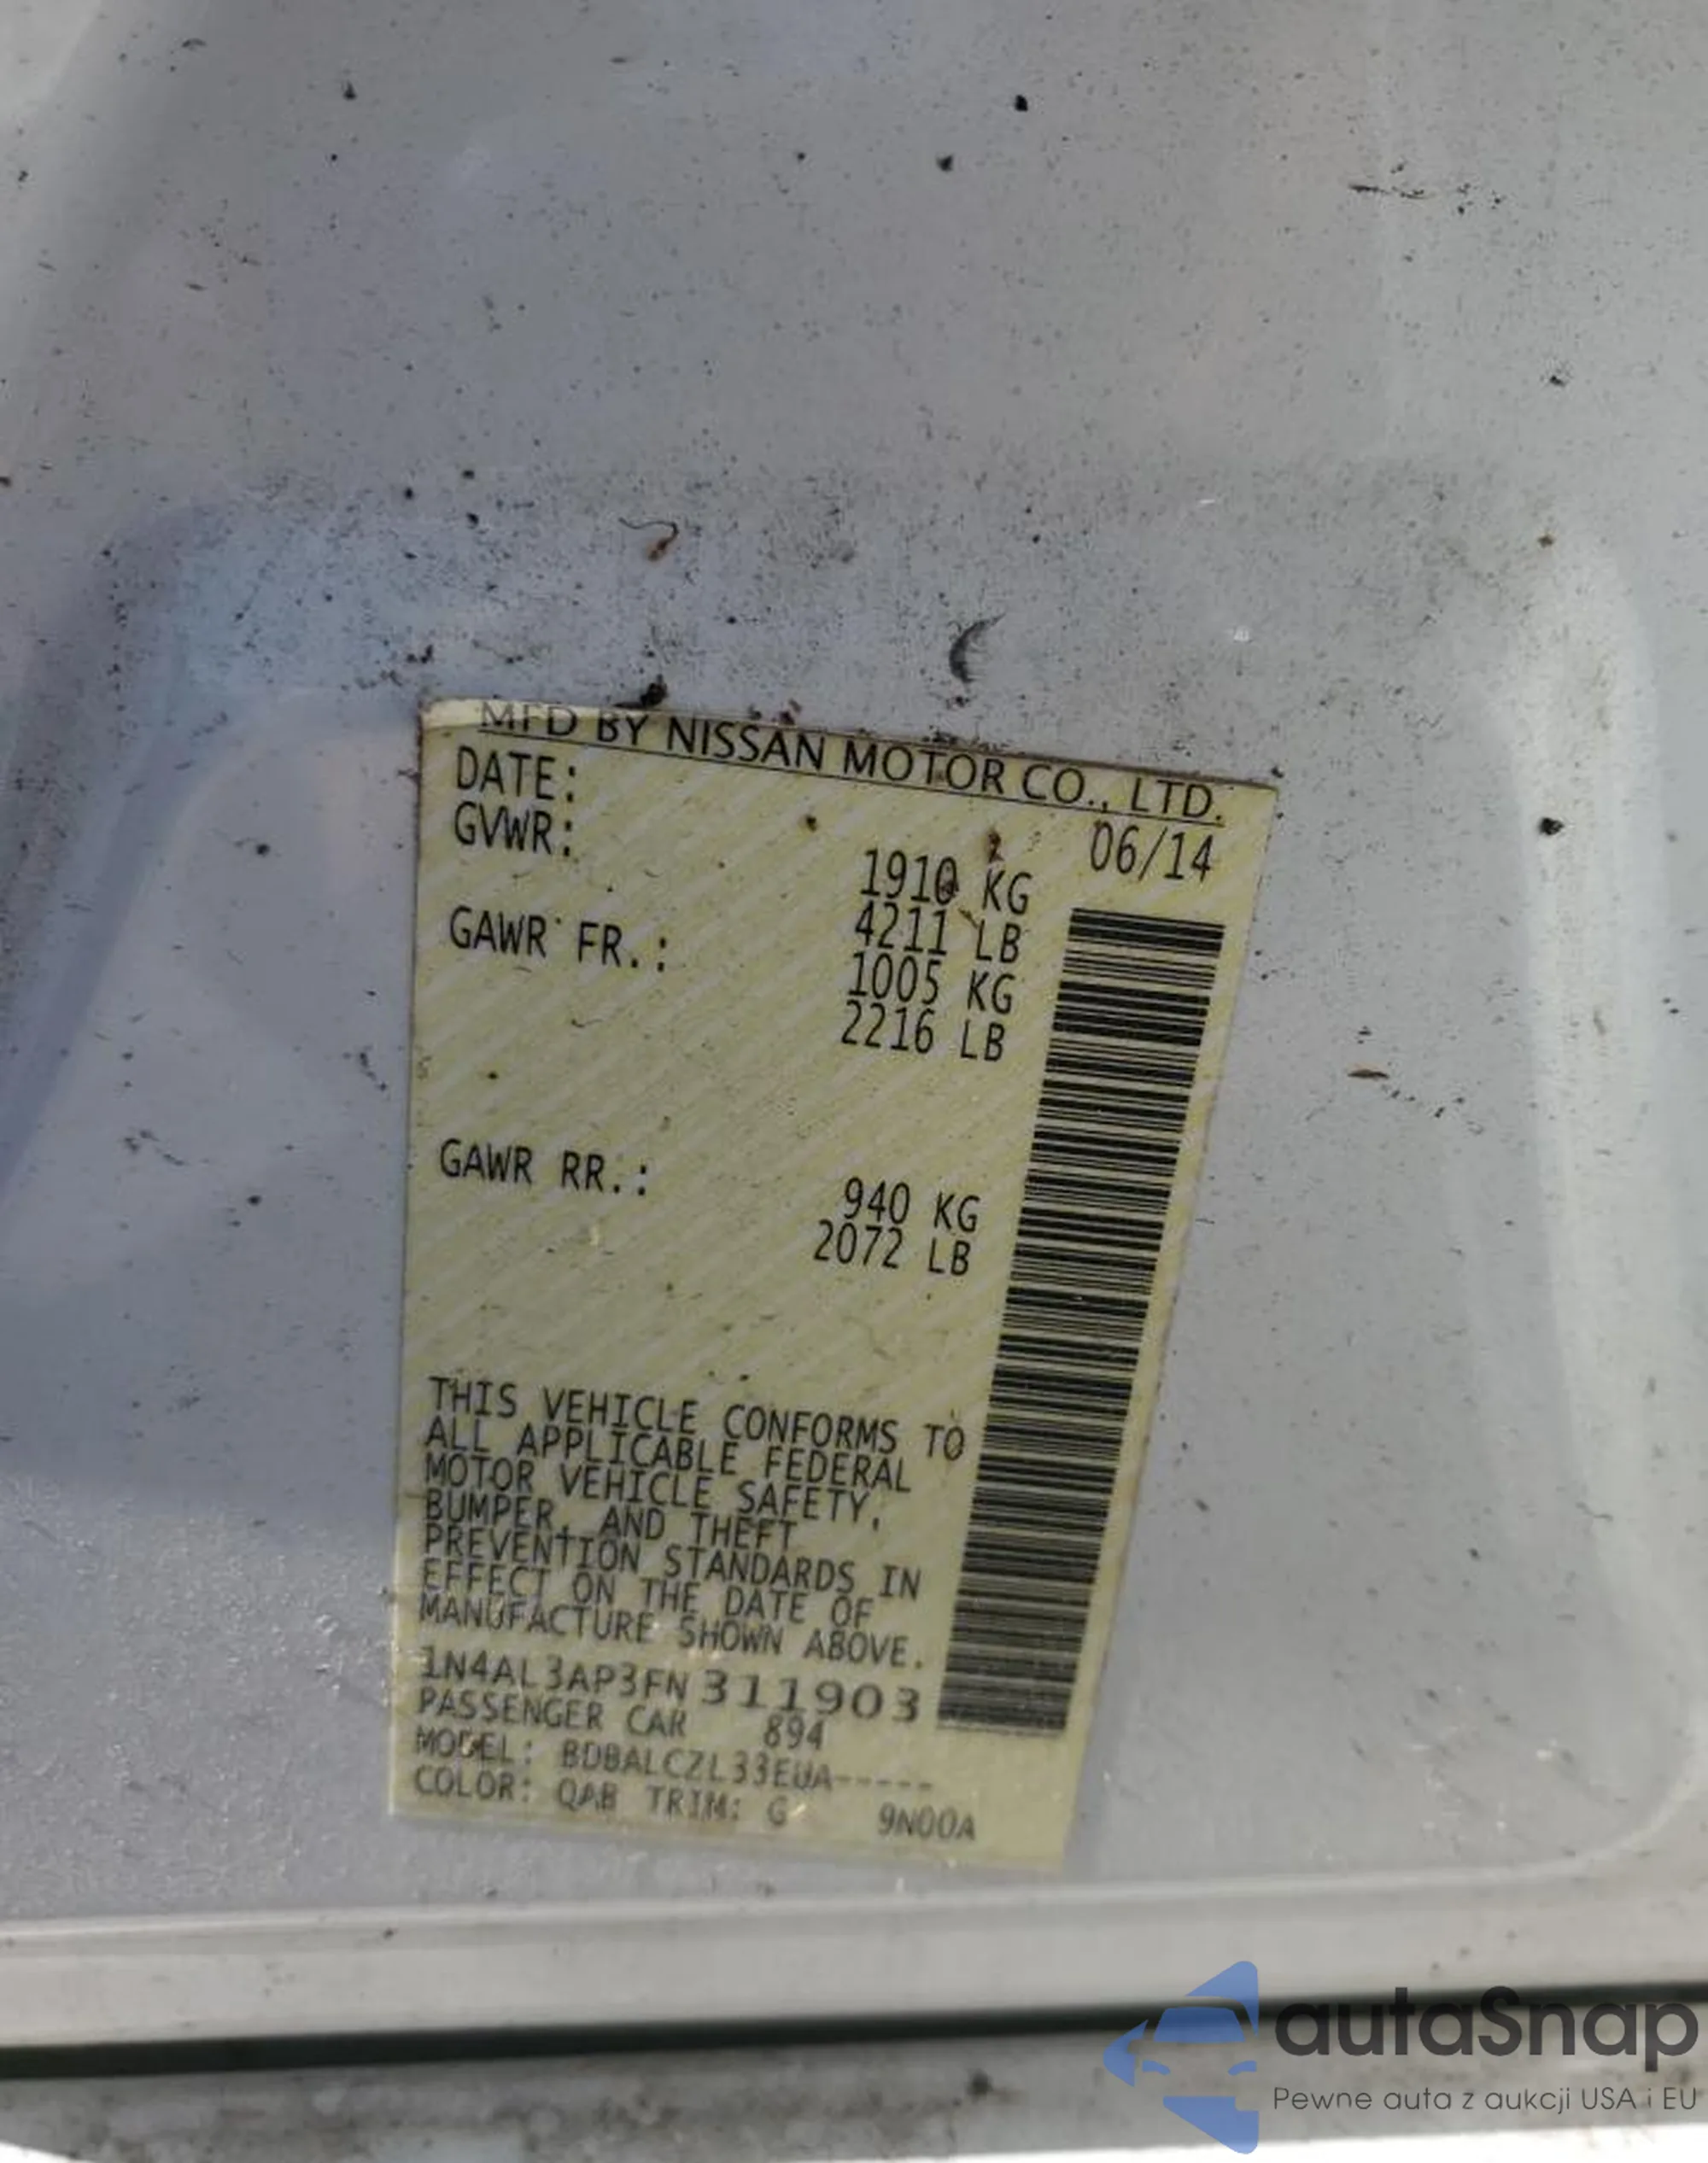 MFD BY NISSAN MOTOR CO., LTD.
DATE: 06/14
GVWR: 1910 KG
4211 LB
GAWR FR.: 1005 KG
2216 LB
GAWR RR.: 940 KG
2072 LB
THIS VEHICLE CONFORMS TO
ALL APPLICABLE FEDERAL
MOTOR VEHICLE SAFETY,
BUMPER, AND THEFT
PREVENTION STANDARDS IN
EFFECT ON THE DATE OF
MANUFACTURE SHOWN ABOVE.
1N4AL3AP3FN311903
PASSENGER CAR 894
MODEL: BDBALCZL33EUA-----
COLOR: QAB TRIM: G 9N00A
autaSnap
Pewne auta z aukcji USA i EU